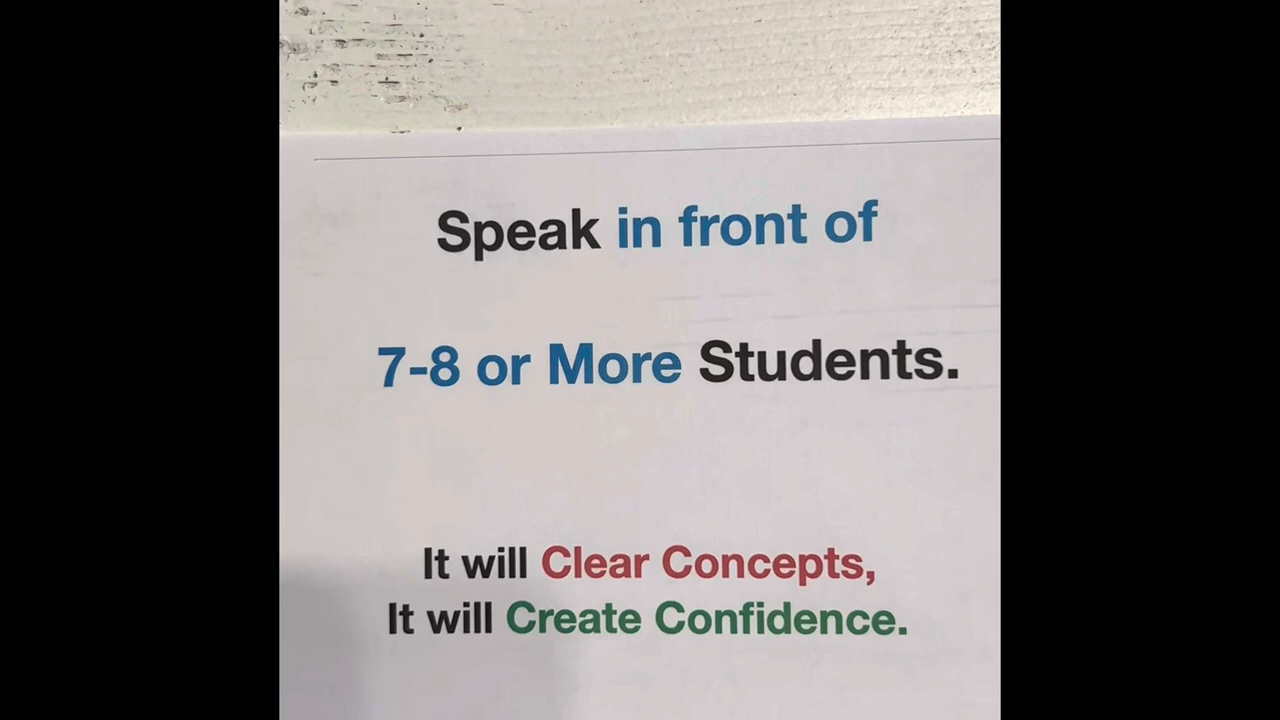 Speak in front of
7-8 or More Students.
It will Clear Concepts,
It will Create Confidence.